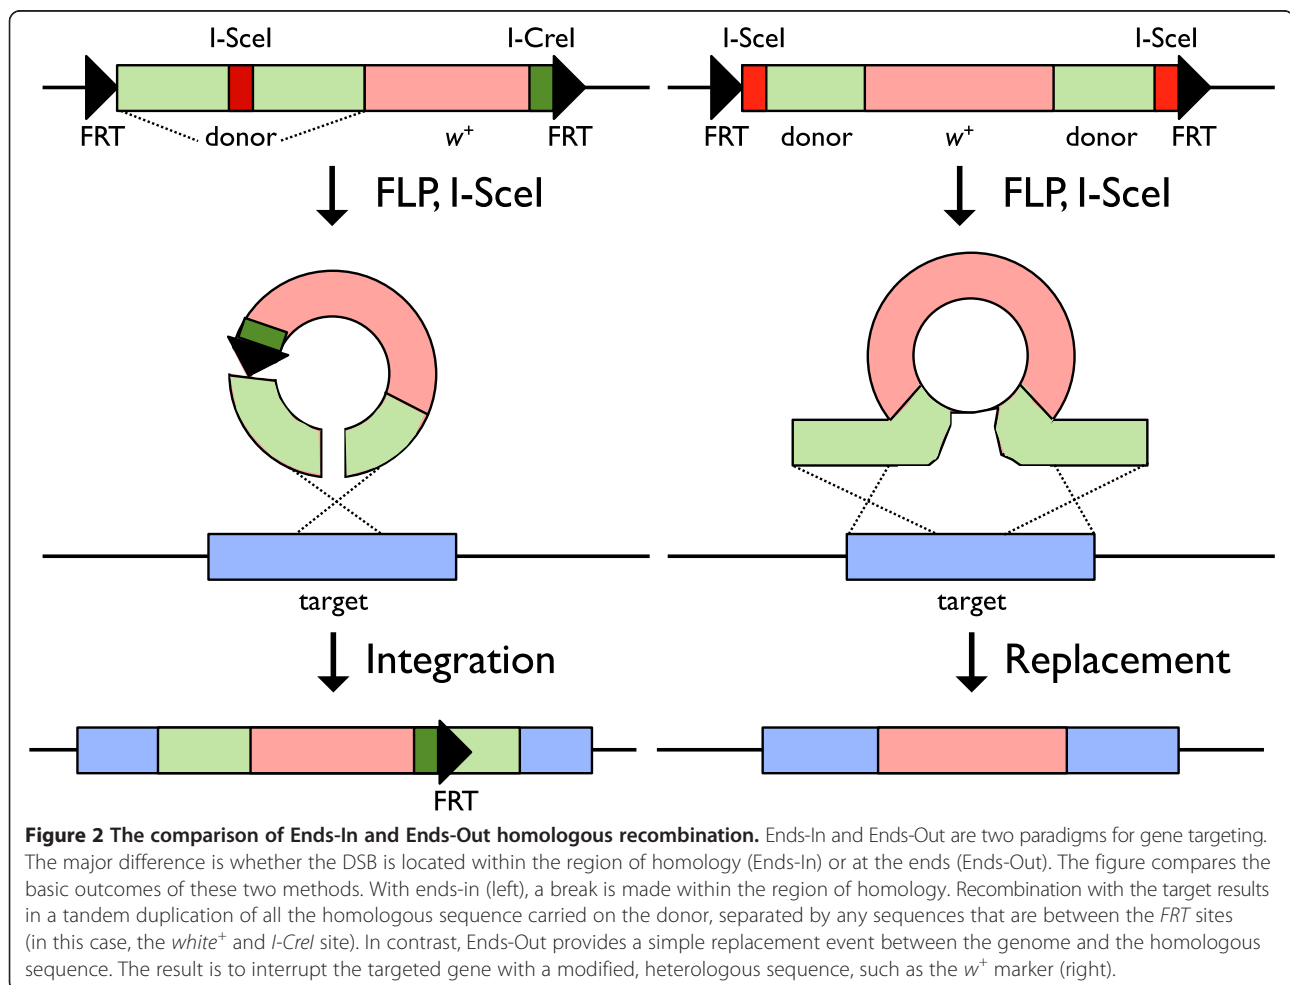 I-SceI I-CreI I-SceI I-SceI
FRT donor w+ FRT FRT donor w+ donor FRT
FLP, I-SceI FLP, I-SceI
target target
Integration Replacement
FRT
Figure 2 The comparison of Ends-In and Ends-Out homologous recombination. Ends-In and Ends-Out are two paradigms for gene targeting.
The major difference is whether the DSB is located within the region of homology (Ends-In) or at the ends (Ends-Out). The figure compares the
basic outcomes of these two methods. With ends-in (left), a break is made within the region of homology. Recombination with the target results
in a tandem duplication of all the homologous sequence carried on the donor, separated by any sequences that are between the FRT sites
(in this case, the white+ and I-CreI site). In contrast, Ends-Out provides a simple replacement event between the genome and the homologous
sequence. The result is to interrupt the targeted gene with a modified, heterologous sequence, such as the w+ marker (right).